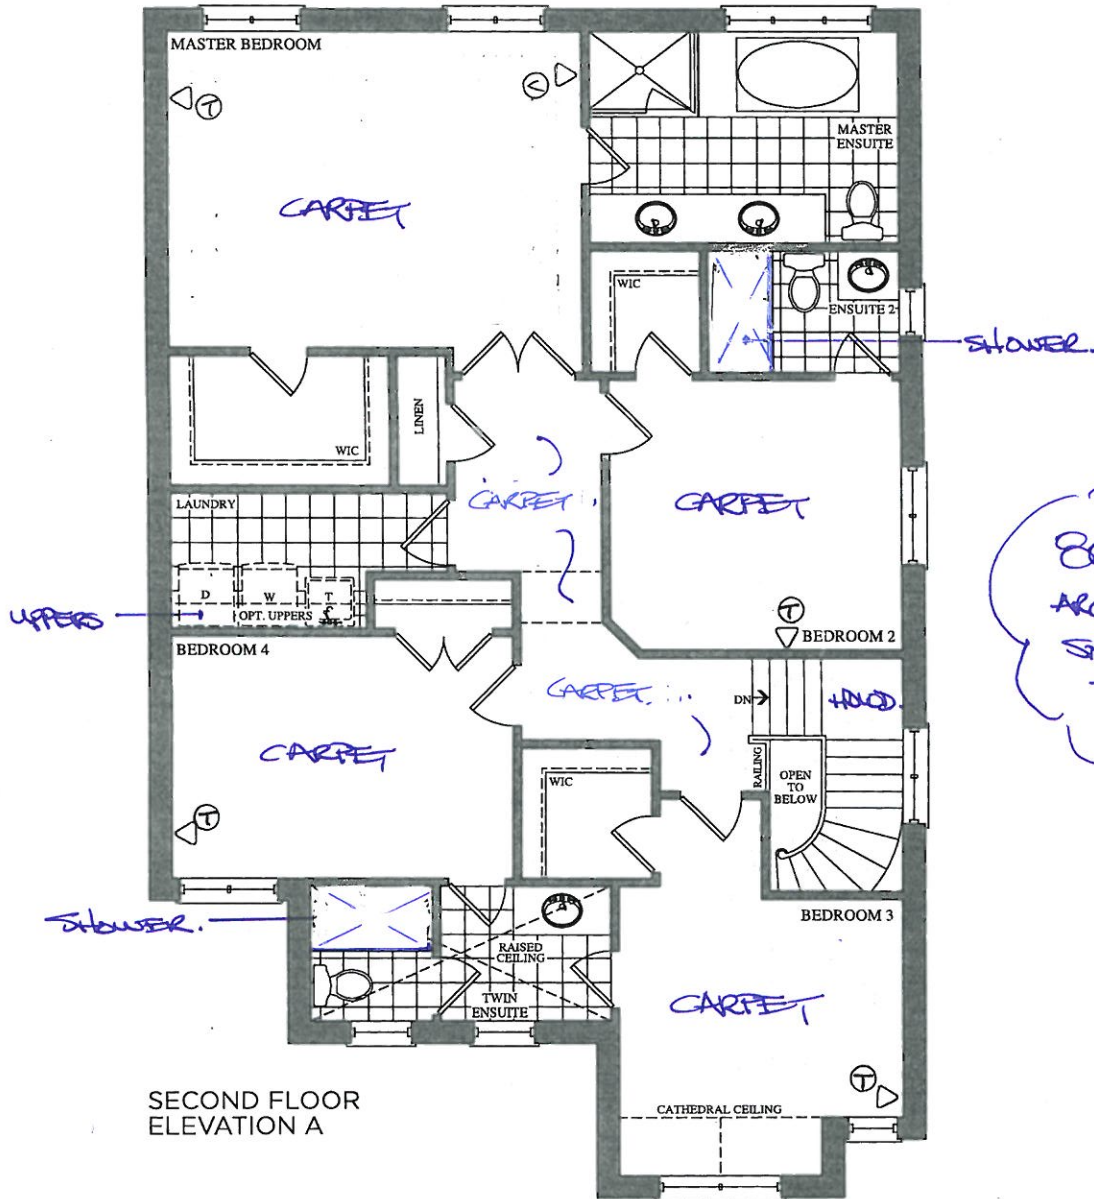 MASTER BEDROOM
T
CARPET
MASTER
ENSUITE
WIC
ENSUITE 2
SHOWER.
LINEN
WIC
CARPET
CARPET
LAUNDRY
D
W
T
OPT. UPPERS
UPPERS
T
BEDROOM 2
BEDROOM 4
CARPET
DN
CARPET
T
WIC
RAILING
OPEN
TO
BELOW
SHOWER.
RAISED
CEILING
TWIN
ENSUITE
BEDROOM 3
CARPET
T
CATHEDRAL CEILING
SECOND FLOOR
ELEVATION A